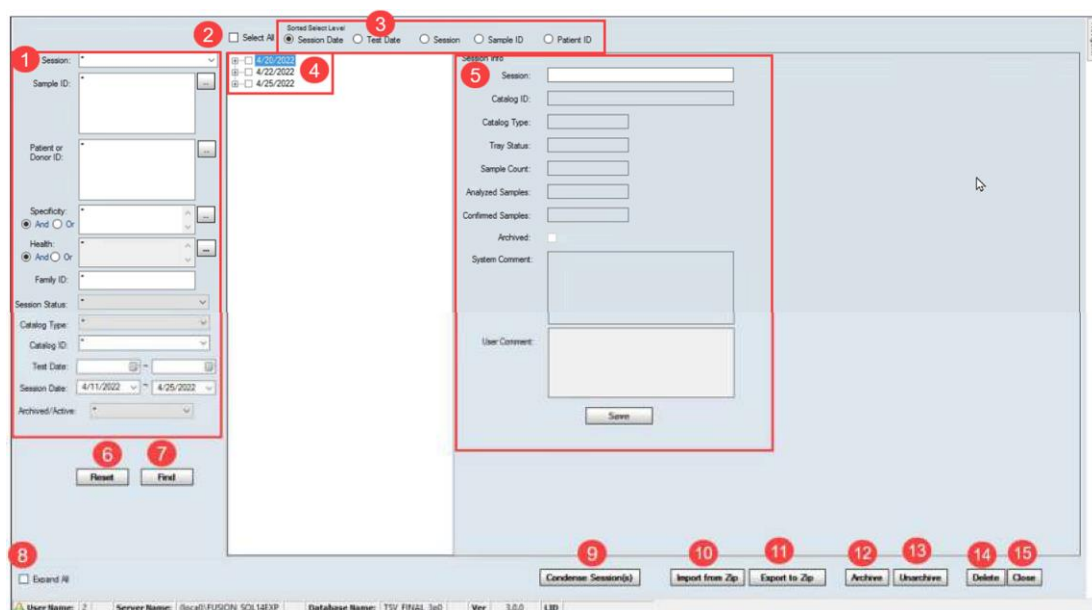 Sorted Select Level
2 Select All 3 Session Date Test Date Session Sample ID Patient ID
1
Session: *
Sample ID: * ...
Patient or
Donor ID: * ...
Specificity: * ...
And Or
Health: * ...
And Or
Family ID: *
Session Status: *
Catalog Type: *
Catalog ID: *
Test Date: ~
Session Date: 4/11/2022 ~ 4/25/2022
Archived/Active: *
4
4/20/2022
4/22/2022
4/25/2022
Session Info
5
Session:
Catalog ID:
Catalog Type:
Tray Status:
Sample Count:
Analyzed Samples:
Confirmed Samples:
Archived:
System Comment:
User Comment:
Save
6 7
Reset Find
8 9 10 11 12 13 14 15
Expand All Condense Session(s) Import from Zip Export to Zip Archive Unarchive Delete Close
User Name: 2 Server Name: (local)\FUSION_SQL14EXP Database Name: TSV_FINAL_3p0 Ver 3.0.0 LID